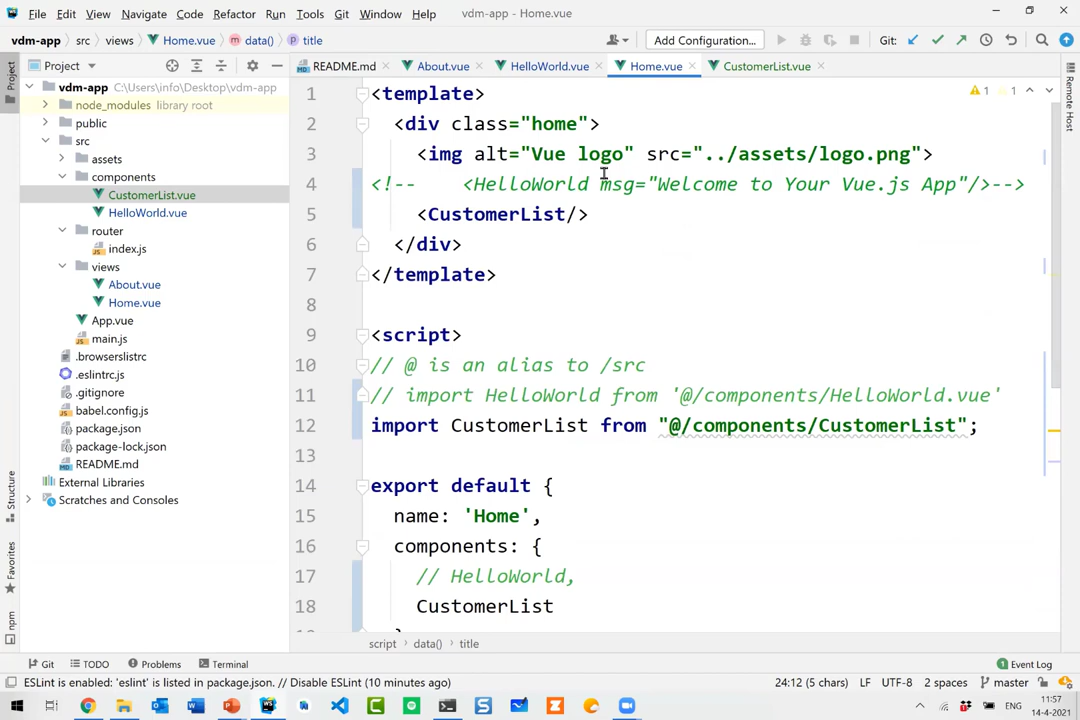 File Edit View Navigate Code Refactor Run Tools Git Window Help vdm-app - Home.vue
vdm-app src views Home.vue data() title Add Configuration... Git:
Project README.md About.vue HelloWorld.vue Home.vue CustomerList.vue
Project
Remote Host
Structure
Favorites
npm
vdm-app C:\Users\info\Desktop\vdm-app
node_modules library root
public
src
assets
components
CustomerList.vue
HelloWorld.vue
router
index.js
views
About.vue
Home.vue
App.vue
main.js
.browserslistrc
.eslintrc.js
.gitignore
babel.config.js
package.json
package-lock.json
README.md
External Libraries
Scratches and Consoles
1 <template>
2 <div class="home">
3 <img alt="Vue logo" src="../assets/logo.png">
4 <!-- <HelloWorld msg="Welcome to Your Vue.js App"/>-->
5 <CustomerList/>
6 </div>
7 </template>
8
9 <script>
10 // @ is an alias to /src
11 // import HelloWorld from '@/components/HelloWorld.vue'
12 import CustomerList from "@/components/CustomerList";
13
14 export default {
15 name: 'Home',
16 components: {
17 // HelloWorld,
18 CustomerList
1 1
script data() title
Git TODO Problems Terminal 1 Event Log
ESLint is enabled: 'eslint' is listed in package.json. // Disable ESLint (10 minutes ago) 24:12 (5 chars) LF UTF-8 2 spaces master
ENG 11:57
14-4-2021